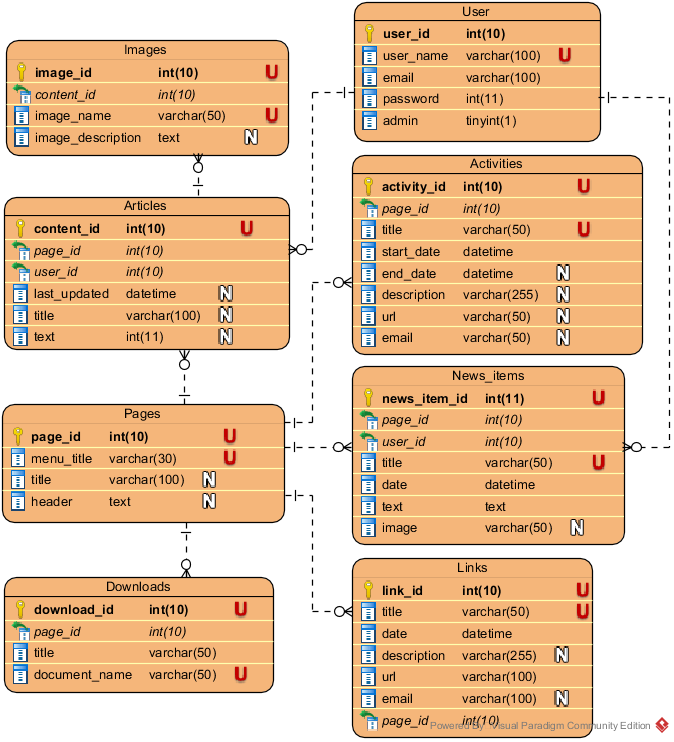 Images
image_id int(10) U
content_id int(10)
image_name varchar(50) U
image_description text N
Articles
content_id int(10) U
page_id int(10)
user_id int(10)
last_updated datetime N
title varchar(100) N
text int(11) N
Pages
page_id int(10) U
menu_title varchar(30) U
title varchar(100) N
header text N
Downloads
download_id int(10) U
page_id int(10)
title varchar(50)
document_name varchar(50) U
User
user_id int(10)
user_name varchar(100) U
email varchar(100)
password int(11)
admin tinyint(1)
Activities
activity_id int(10) U
page_id int(10)
title varchar(50) U
start_date datetime
end_date datetime N
description varchar(255) N
url varchar(50) N
email varchar(50) N
News_items
news_item_id int(11) U
page_id int(10)
user_id int(10)
title varchar(50) U
date datetime
text text
image varchar(50) N
Links
link_id int(10) U
title varchar(50) U
date datetime
description varchar(255) N
url varchar(100)
email varchar(100) N
page_id int(10)
Powered By Visual Paradigm Community Edition